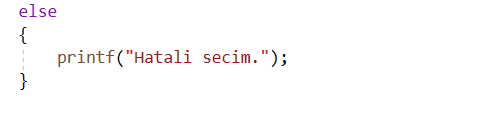 else
{
printf("Hatali secim.");
}